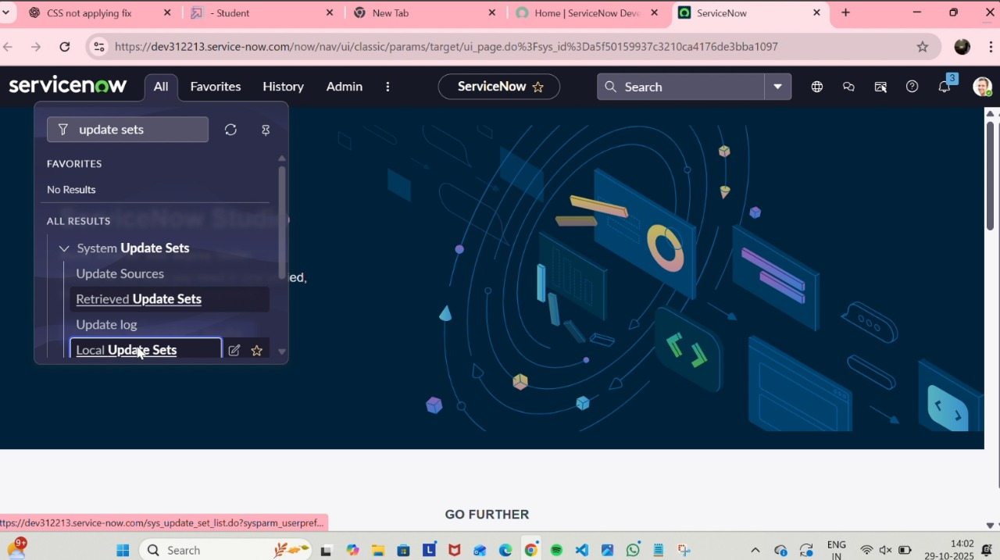 CSS not applying fix
- Student
New Tab
Home | ServiceNow Deve
ServiceNow
https://dev312213.service-now.com/now/nav/ui/classic/params/target/ui_page.do%3Fsys_id%3Da5f50159937c3210ca4176de3bba1097
servicenow
All
Favorites
History
Admin
ServiceNow
Search
3
update sets
FAVORITES
No Results
ALL RESULTS
System Update Sets
Update Sources
ed,
Retrieved Update Sets
Update log
Local Update Sets
GO FURTHER
ttps://dev312213.service-now.com/sys_update_set_list.do?sysparm_userpref...
9+
Search
ENG
IN
14:02
29-10-2025